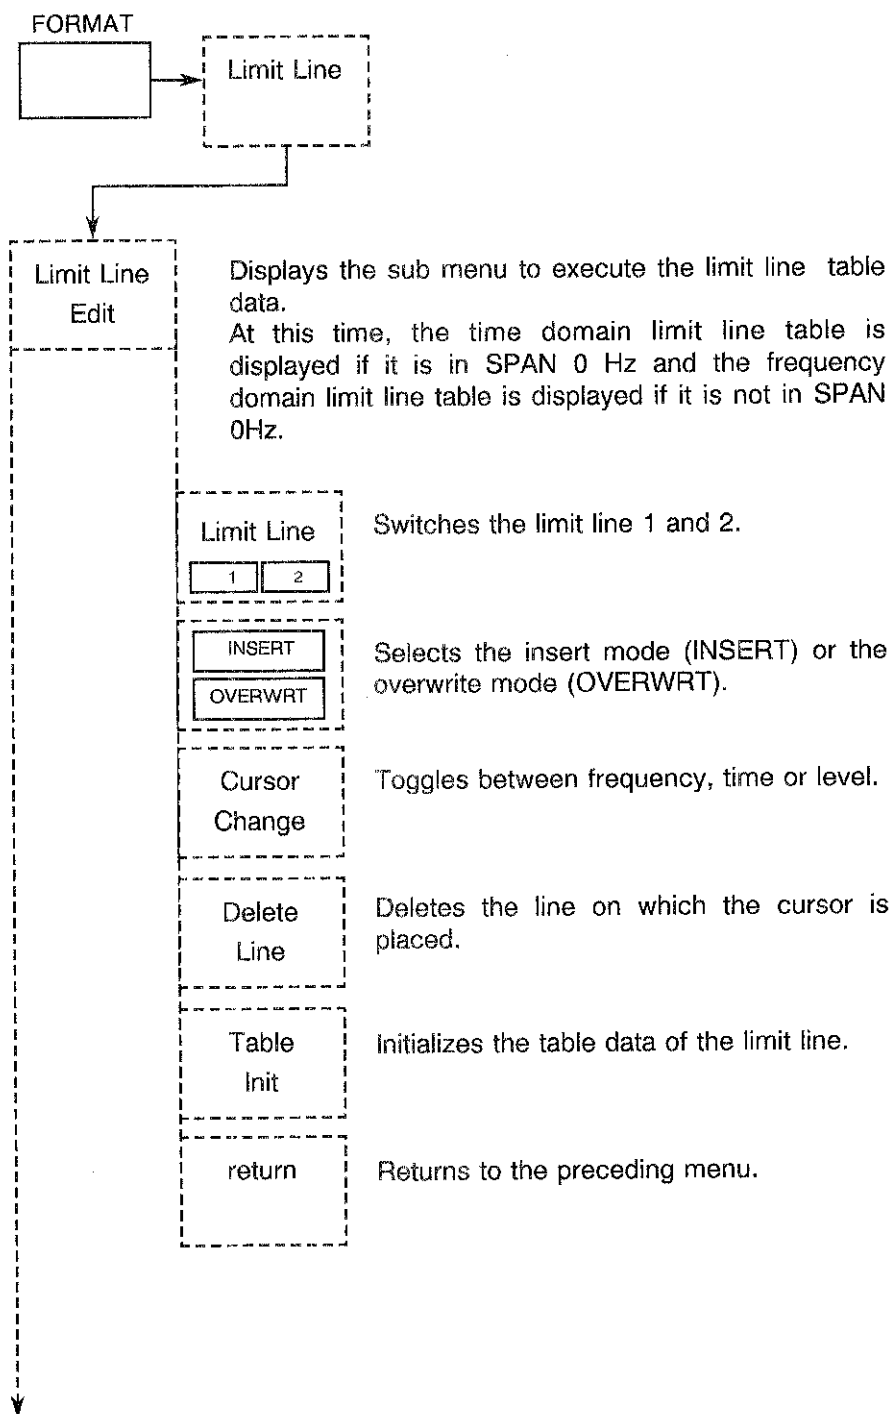 FORMAT
Limit Line
Limit Line
Edit
Displays the sub menu to execute the limit line table
data.
At this time, the time domain limit line table is
displayed if it is in SPAN 0 Hz and the frequency
domain limit line table is displayed if it is not in SPAN
0Hz.
Limit Line
1 2
Switches the limit line 1 and 2.
INSERT
OVERWRT
Selects the insert mode (INSERT) or the
overwrite mode (OVERWRT).
Cursor
Change
Toggles between frequency, time or level.
Delete
Line
Deletes the line on which the cursor is
placed.
Table
Init
Initializes the table data of the limit line.
return
Returns to the preceding menu.